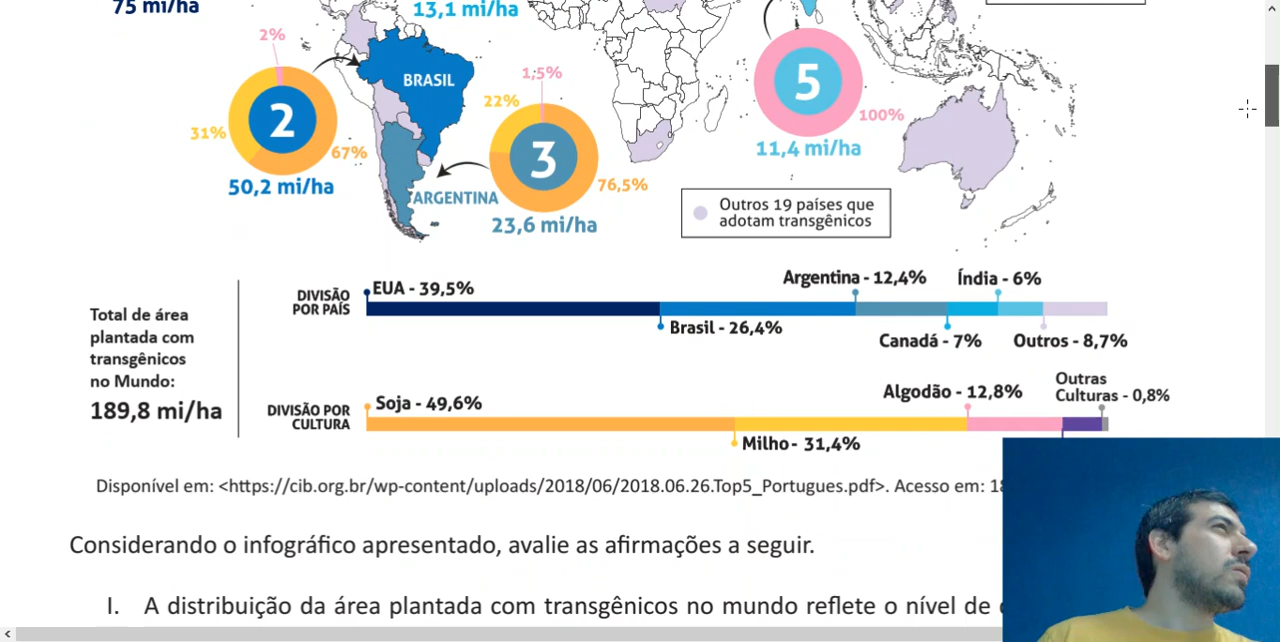 75 mi/ha
13,1 mi/ha
2%
BRASIL
1,5%
22%
2
31%
67%
3
5
100%
11,4 mi/ha
50,2 mi/ha
76,5%
ARGENTINA
23,6 mi/ha
Outros 19 países que
adotam transgênicos
Total de área
plantada com
transgênicos
no Mundo:
189,8 mi/ha
DIVISÃO
POR PAÍS
EUA - 39,5%
Brasil - 26,4%
Argentina - 12,4%
Canadá - 7%
Índia - 6%
Outros - 8,7%
DIVISÃO POR
CULTURA
Soja - 49,6%
Milho - 31,4%
Algodão - 12,8%
Outras
Culturas - 0,8%
Disponível em: <https://cib.org.br/wp-content/uploads/2018/06/2018.06.26.Top5_Portugues.pdf>. Acesso em:
Considerando o infográfico apresentado, avalie as afirmações a seguir.
I. A distribuição da área plantada com transgênicos no mundo reflete o nível de